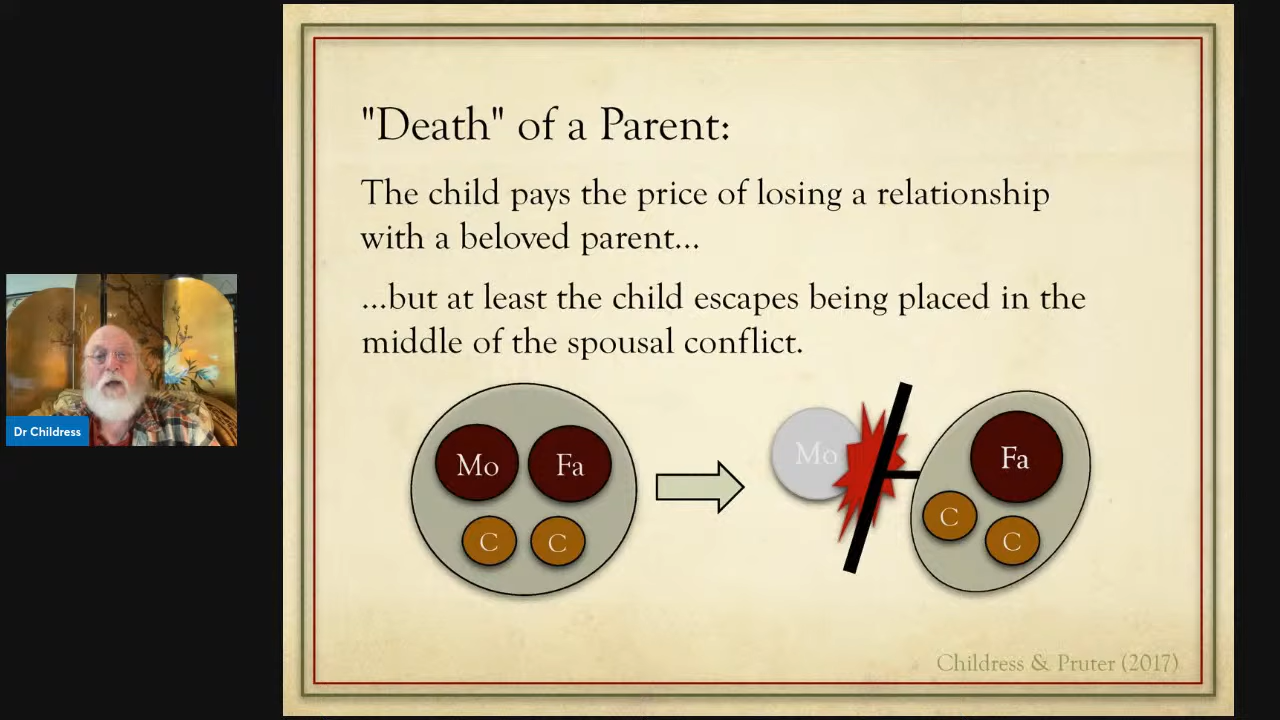 "Death" of a Parent:
The child pays the price of losing a relationship
with a beloved parent...
...but at least the child escapes being placed in the
middle of the spousal conflict.
Mo
Fa
C
C
Mo
Fa
C
C
Childress & Pruter (2017)
Dr Childress